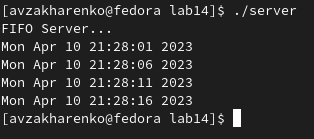 [avzakharenko@fedora lab14]$ ./server
FIFO Server...
Mon Apr 10 21:28:01 2023
Mon Apr 10 21:28:06 2023
Mon Apr 10 21:28:11 2023
Mon Apr 10 21:28:16 2023
[avzakharenko@fedora lab14]$